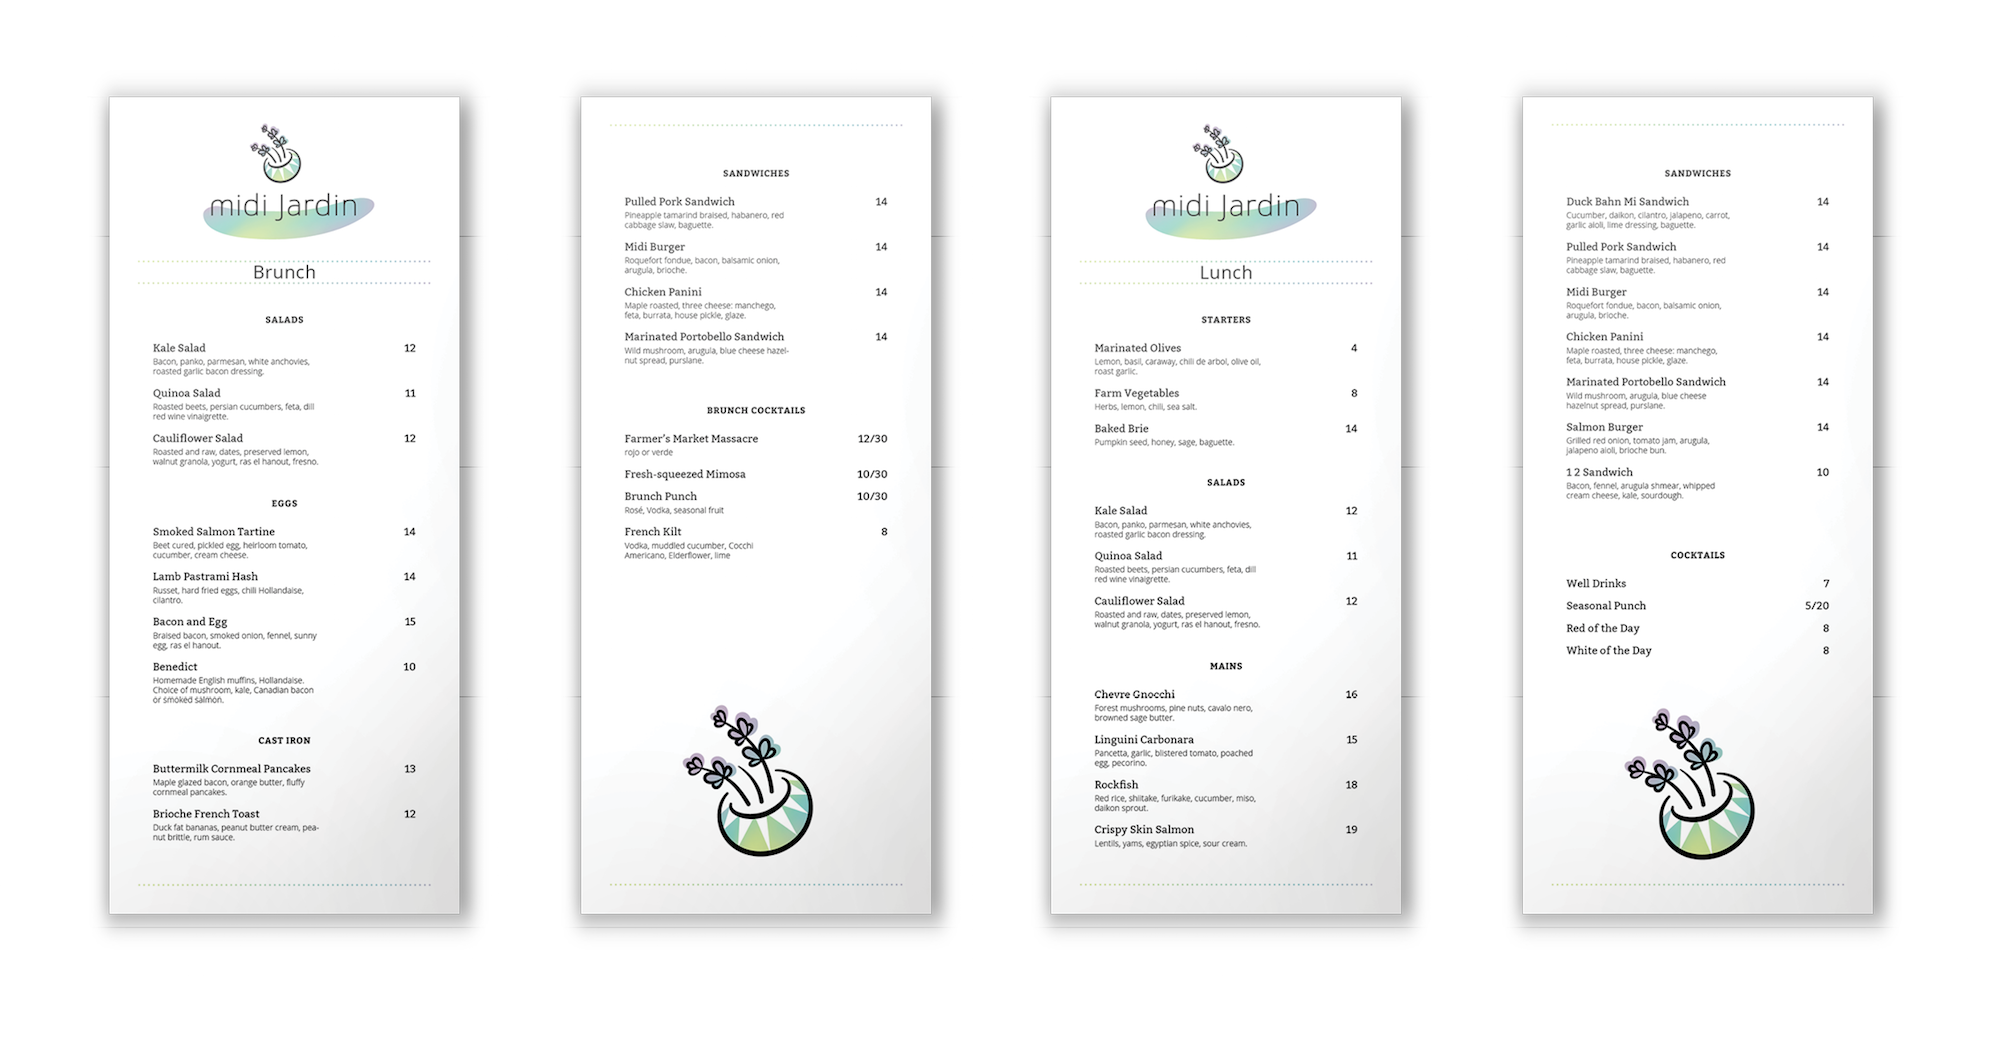 midi Jardin
Brunch
SALADS
Kale Salad 12
Bacon, panko, parmesan, white anchovies,
roasted garlic bacon dressing.
Quinoa Salad 11
Roasted beets, persian cucumbers, feta, dill
red wine vinaigrette.
Cauliflower Salad 12
Roasted and raw, dates, preserved lemon,
walnut granola, yogurt, ras el hanout, fresno.
EGGS
Smoked Salmon Tartine 14
Beet cured, pickled egg, heirloom tomato,
cucumber, cream cheese.
Lamb Pastrami Hash 14
Russet, hard fried eggs, chili Hollandaise,
cilantro.
Bacon and Egg 15
Braised bacon, smoked onion, fennel, sunny
egg, ras el hanout.
Benedict 10
Homemade English muffins, Hollandaise.
Choice of mushroom, kale, Canadian bacon
or smoked salmon.
CAST IRON
Buttermilk Cornmeal Pancakes 13
Maple glazed bacon, orange butter, fluffy
cornmeal pancakes.
Brioche French Toast 12
Duck fat bananas, peanut butter cream, pea-
nut brittle, rum sauce.
SANDWICHES
Pulled Pork Sandwich 14
Pineapple tamarind braised, habanero, red
cabbage slaw, baguette.
Midi Burger 14
Roquefort fondue, bacon, balsamic onion,
arugula, brioche.
Chicken Panini 14
Maple roasted, three cheese: manchego,
feta, burrata, house pickle, glaze.
Marinated Portobello Sandwich 14
Wild mushroom, arugula, blue cheese hazel-
nut spread, purslane.
BRUNCH COCKTAILS
Farmer's Market Massacre 12/30
rojo or verde
Fresh-squeezed Mimosa 10/30
Brunch Punch 10/30
Rosé, Vodka, seasonal fruit
French Kilt 8
Vodka, muddled cucumber, Cocchi
Americano, Elderflower, lime
midi Jardin
Lunch
STARTERS
Marinated Olives 4
Lemon, basil, caraway, chili de arbol, olive oil,
roast garlic.
Farm Vegetables 8
Herbs, lemon, chili, sea salt.
Baked Brie 14
Pumpkin seed, honey, sage, baguette.
SALADS
Kale Salad 12
Bacon, panko, parmesan, white anchovies,
roasted garlic bacon dressing.
Quinoa Salad 11
Roasted beets, persian cucumbers, feta, dill
red wine vinaigrette.
Cauliflower Salad 12
Roasted and raw, dates, preserved lemon,
walnut granola, yogurt, ras el hanout, fresno.
MAINS
Chevre Gnocchi 16
Forest mushrooms, pine nuts, cavalo nero,
browned sage butter.
Linguini Carbonara 15
Pancetta, garlic, blistered tomato, poached
egg, pecorino.
Rockfish 18
Red rice, shiitake, furikake, cucumber, miso,
daikon sprout.
Crispy Skin Salmon 19
Lentils, yams, egyptian spice, sour cream.
SANDWICHES
Duck Bahn Mi Sandwich 14
Cucumber, daikon, cilantro, jalapeno, carrot,
garlic aioli, lime dressing, baguette.
Pulled Pork Sandwich 14
Pineapple tamarind braised, habanero, red
cabbage slaw, baguette.
Midi Burger 14
Roquefort fondue, bacon, balsamic onion,
arugula, brioche.
Chicken Panini 14
Maple roasted, three cheese: manchego,
feta, burrata, house pickle, glaze.
Marinated Portobello Sandwich 14
Wild mushroom, arugula, blue cheese
hazelnut spread, purslane.
Salmon Burger 14
Grilled red onion, tomato jam, arugula,
jalapeno aioli, brioche bun.
1 2 Sandwich 10
Bacon, fennel, arugula shmear, whipped
cream cheese, kale, sourdough.
COCKTAILS
Well Drinks 7
Seasonal Punch 5/20
Red of the Day 8
White of the Day 8